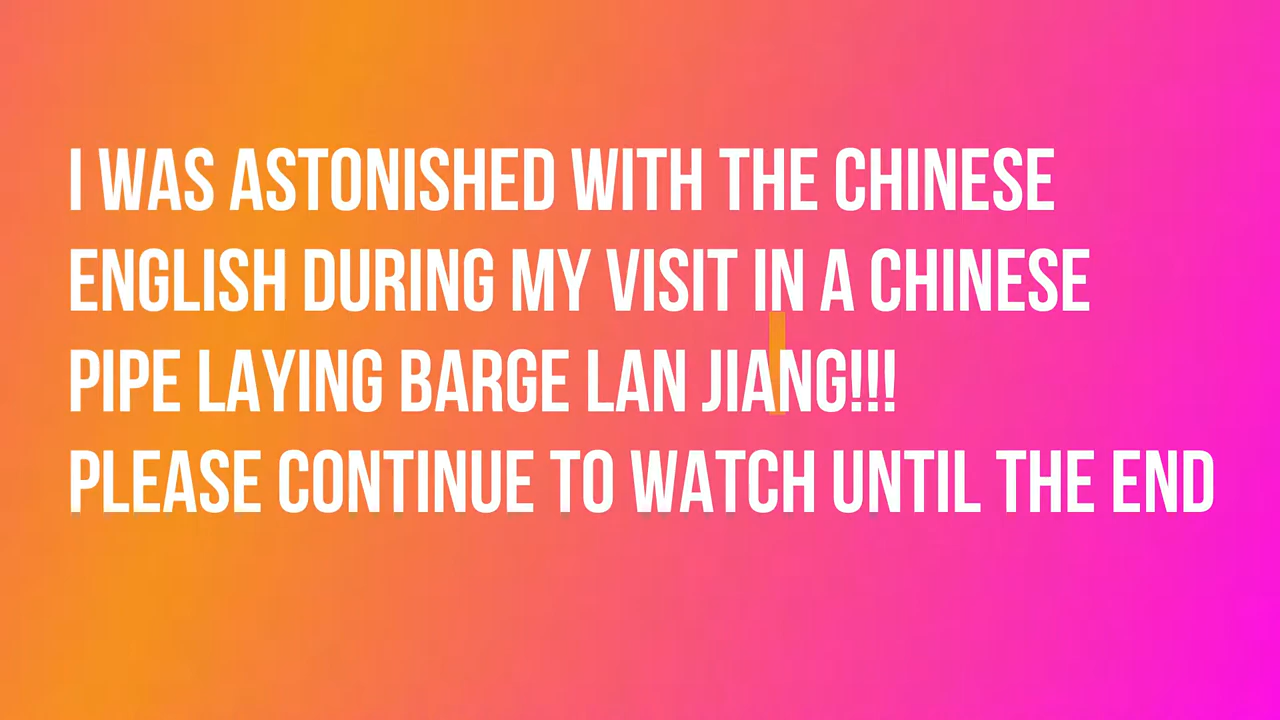 I WAS ASTONISHED WITH THE CHINESE
ENGLISH DURING MY VISIT IN A CHINESE
PIPE LAYING BARGE LAN JIANG!!!
PLEASE CONTINUE TO WATCH UNTIL THE END